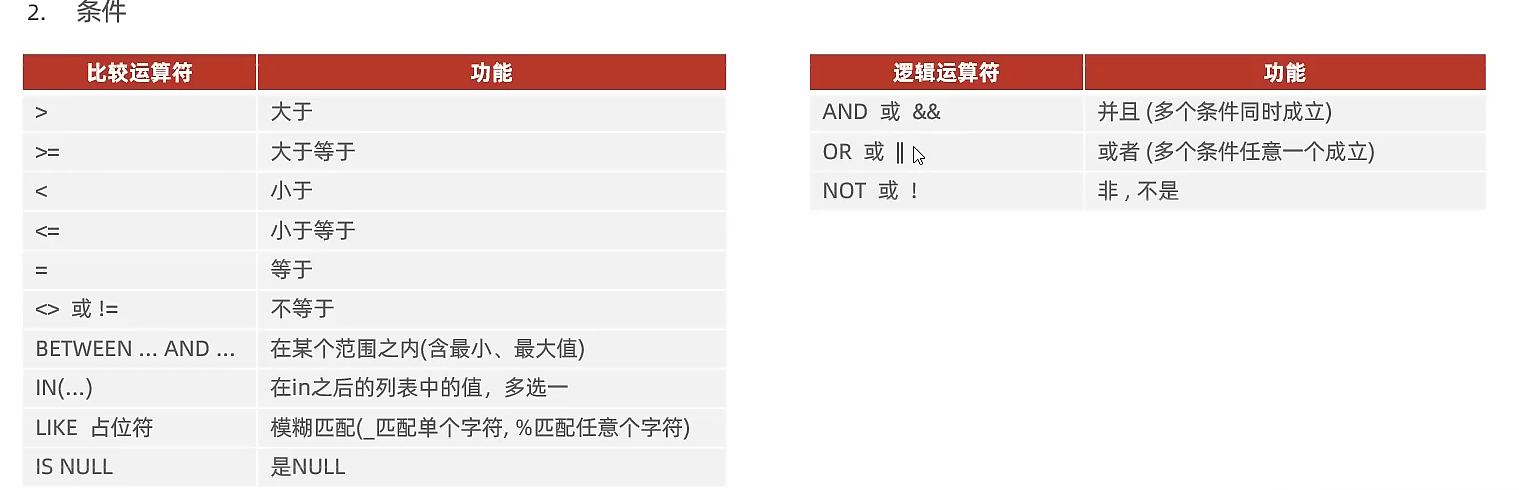 2. 条件
比较运算符 功能
> 大于
>= 大于等于
< 小于
<= 小于等于
= 等于
<> 或 != 不等于
BETWEEN ... AND ... 在某个范围之内(含最小、最大值)
IN(...) 在in之后的列表中的值，多选一
LIKE 占位符 模糊匹配(_匹配单个字符, %匹配任意个字符)
IS NULL 是NULL
逻辑运算符 功能
AND 或 && 并且 (多个条件同时成立)
OR 或 || 或者 (多个条件任意一个成立)
NOT 或 ! 非 , 不是